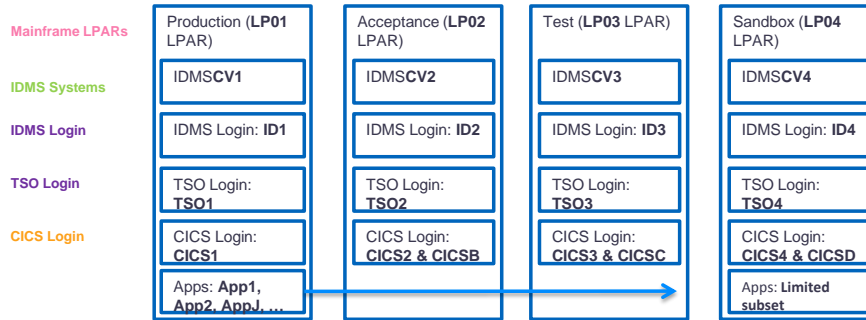 Mainframe LPARs
Production (LP01
LPAR)
Acceptance (LP02
LPAR)
Test (LP03 LPAR)
Sandbox (LP04
LPAR)
IDMS Systems
IDMSCV1
IDMSCV2
IDMSCV3
IDMSCV4
IDMS Login
IDMS Login: ID1
IDMS Login: ID2
IDMS Login: ID3
IDMS Login: ID4
TSO Login
TSO Login:
TSO1
TSO Login:
TSO2
TSO Login:
TSO3
TSO Login:
TSO4
CICS Login
CICS Login:
CICS1
CICS Login:
CICS2 & CICSB
CICS Login:
CICS3 & CICSC
CICS Login:
CICS4 & CICSD
Apps: App1,
App2, AppJ, ...
Apps: Limited
subset